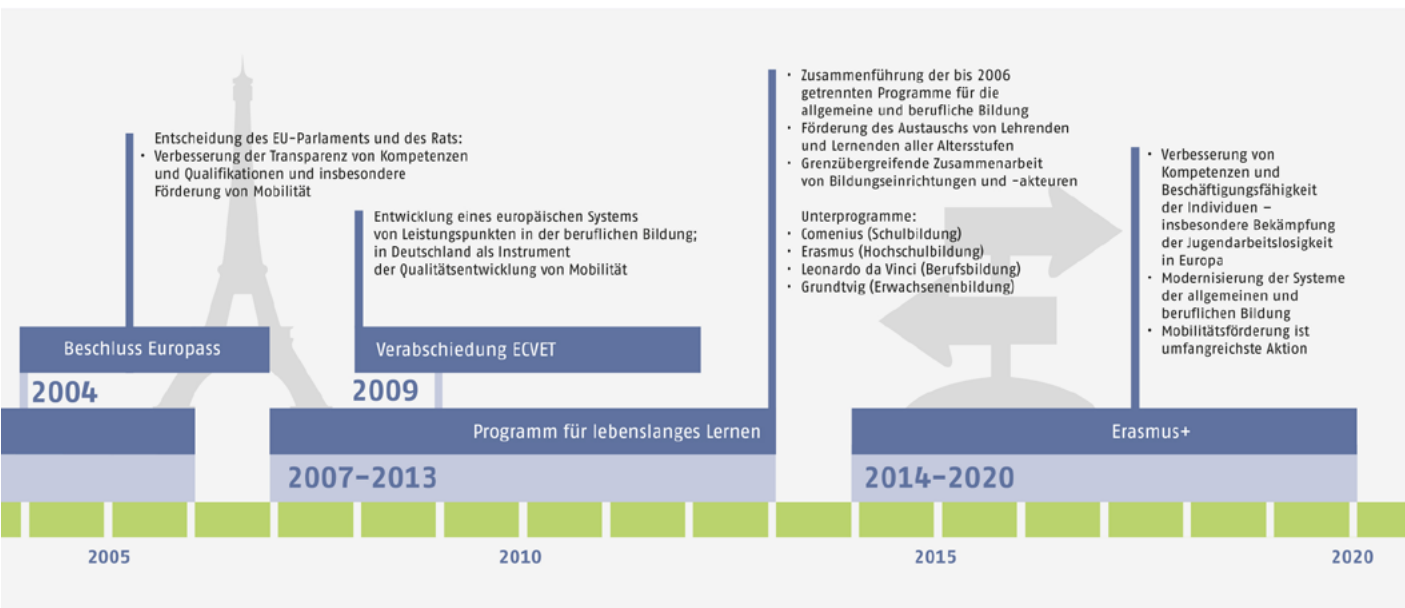 Entscheidung des EU-Parlaments und des Rats:
· Verbesserung der Transparenz von Kompetenzen
und Qualifikationen und insbesondere
Förderung von Mobilität
Beschluss Europass
2004
Entwicklung eines europäischen Systems
von Leistungspunkten in der beruflichen Bildung;
in Deutschland als Instrument
der Qualitätsentwicklung von Mobilität
Verabschiedung ECVET
2009
· Zusammenführung der bis 2006
getrennten Programme für die
allgemeine und berufliche Bildung
· Förderung des Austauschs von Lehrenden
und Lernenden aller Altersstufen
· Grenzübergreifende Zusammenarbeit
von Bildungseinrichtungen und -akteuren
Unterprogramme:
· Comenius (Schulbildung)
· Erasmus (Hochschulbildung)
· Leonardo da Vinci (Berufsbildung)
· Grundtvig (Erwachsenenbildung)
Programm für lebenslanges Lernen
2007-2013
· Verbesserung von
Kompetenzen und
Beschäftigungsfähigkeit
der Individuen –
insbesondere Bekämpfung
der Jugendarbeitslosigkeit
in Europa
· Modernisierung der Systeme
der allgemeinen und
beruflichen Bildung
· Mobilitätsförderung ist
umfangreichste Aktion
Erasmus+
2014-2020
2005
2010
2015
2020